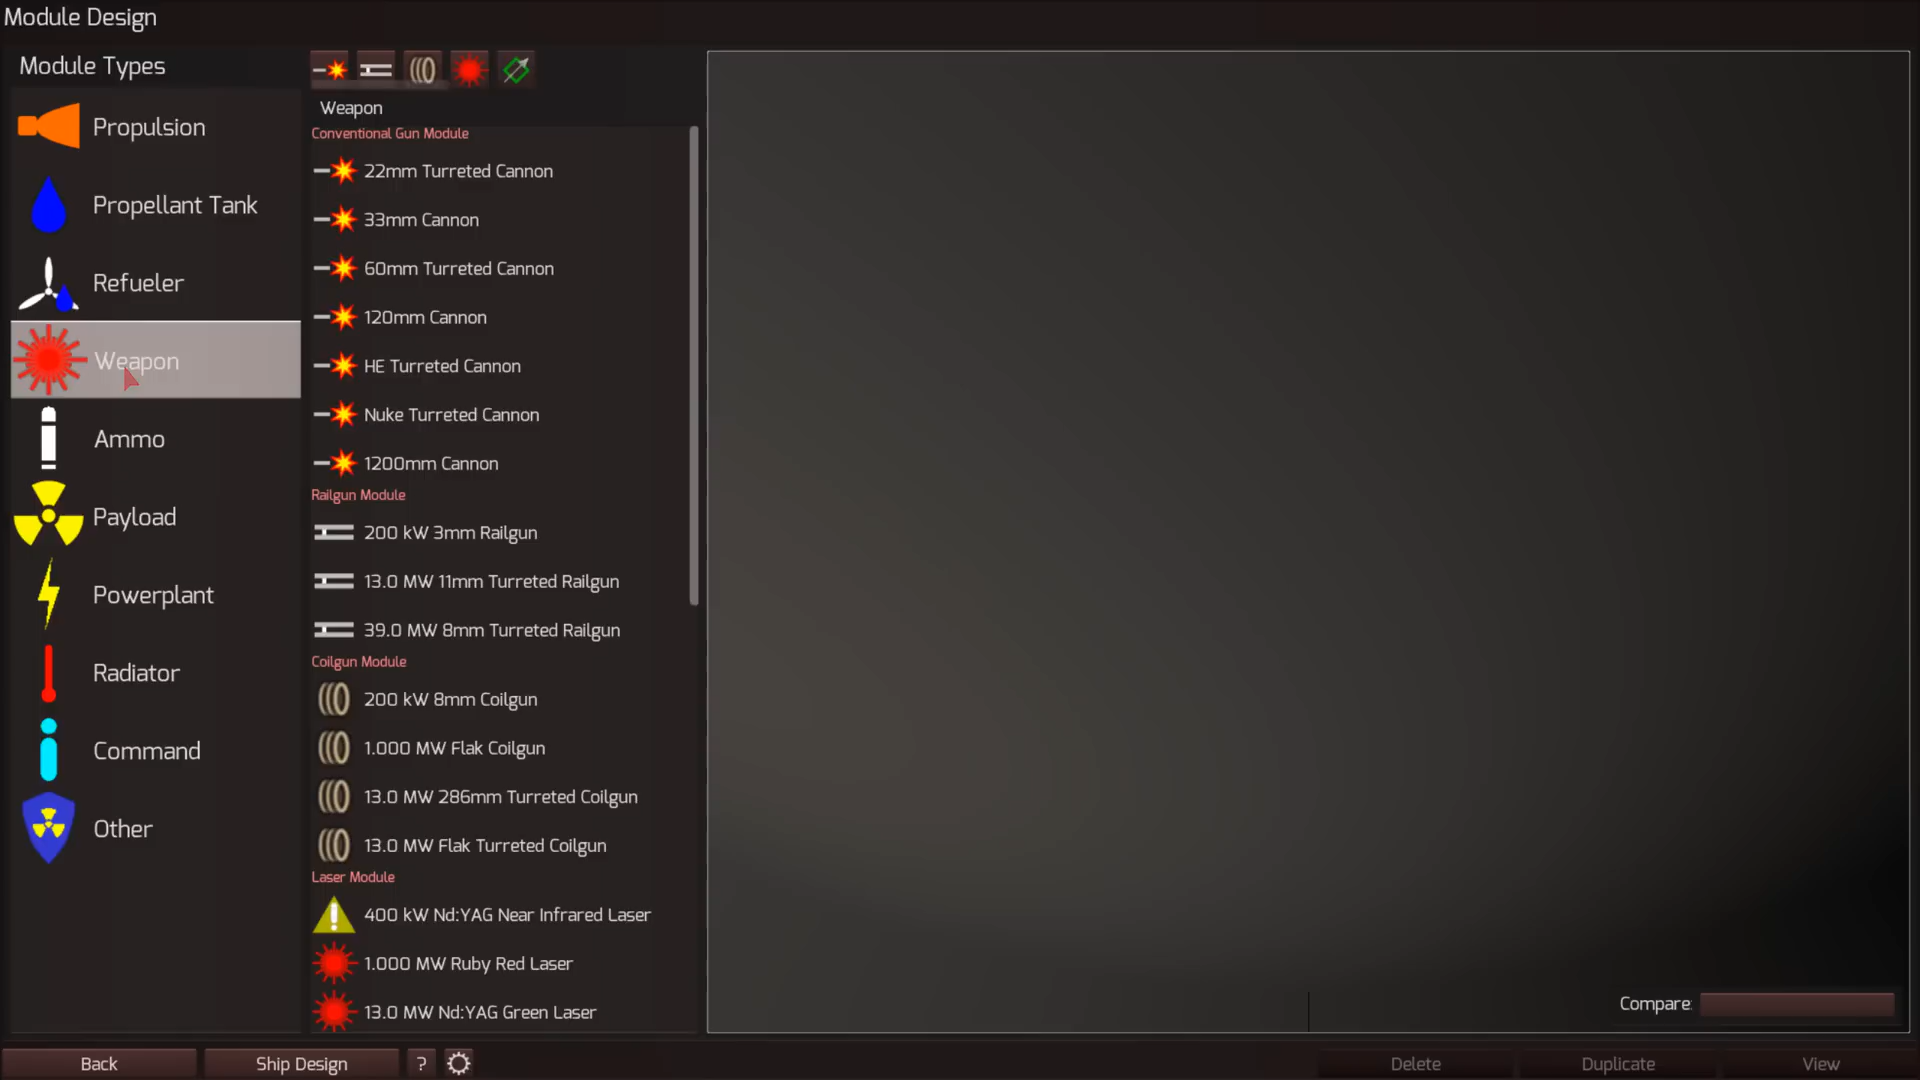 Module Design
Module Types
Propulsion
Propellant Tank
Refueler
Weapon
Ammo
Payload
Powerplant
Radiator
Command
Other
Weapon
Conventional Gun Module
22mm Turreted Cannon
33mm Cannon
60mm Turreted Cannon
120mm Cannon
HE Turreted Cannon
Nuke Turreted Cannon
1200mm Cannon
Railgun Module
200 kW 3mm Railgun
13.0 MW 11mm Turreted Railgun
39.0 MW 8mm Turreted Railgun
Coilgun Module
200 kW 8mm Coilgun
1.000 MW Flak Coilgun
13.0 MW 286mm Turreted Coilgun
13.0 MW Flak Turreted Coilgun
Laser Module
400 kW Nd:YAG Near Infrared Laser
1.000 MW Ruby Red Laser
13.0 MW Nd:YAG Green Laser
Compare:
Back
Ship Design
?
Delete
Duplicate
View